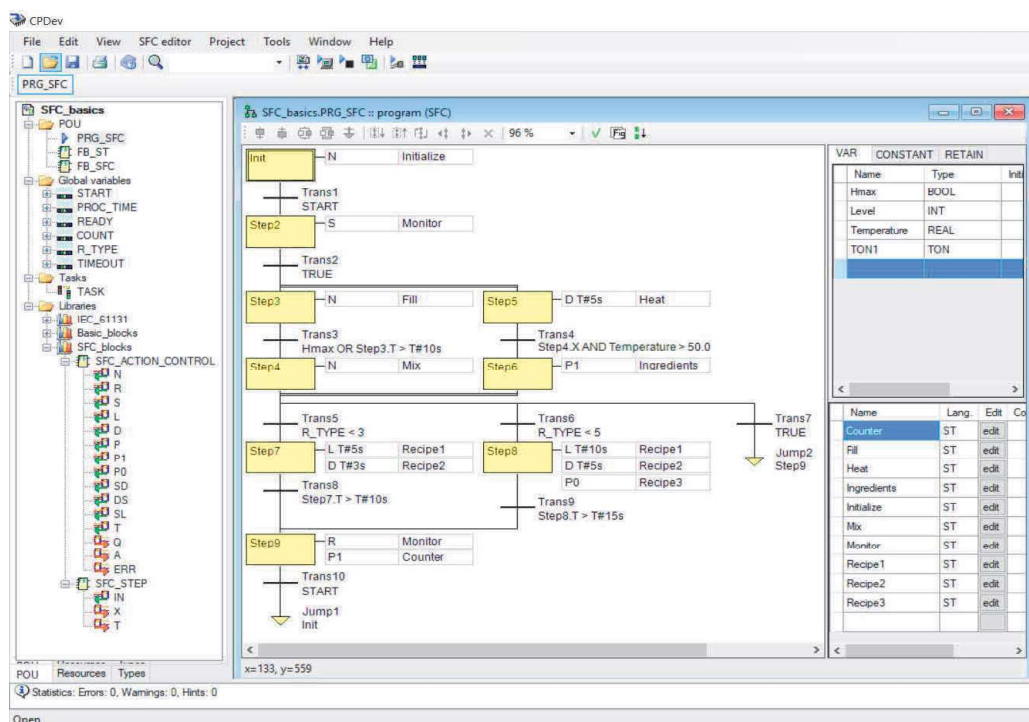 CPDev
File Edit View SFC editor Project Tools Window Help
PRG_SFC
SFC_basics
POU
PRG_SFC
FB_ST
FB_SFC
Global variables
START
PROC_TIME
READY
COUNT
R_TYPE
TIMEOUT
Tasks
TASK
Libraries
IEC_61131
Basic_blocks
SFC_blocks
SFC_ACTION_CONTROL
N
R
S
L
D
P
P1
P0
SD
DS
SL
T
Q
A
ERR
SFC_STEP
IN
X
T
POU Resources Types
SFC_basics.PRG_SFC :: program (SFC)
96 %
Fig
Init N Initialize
Trans1
START
Step2 S Monitor
Trans2
TRUE
Step3 N Fill Step5 D T#5s Heat
Trans3 Trans4
Hmax OR Step3.T > T#10s Step4.X AND Temperature > 50.0
Step4 N Mix Step6 P1 Ingredients
Trans5 Trans6 Trans7
R_TYPE < 3 R_TYPE < 5 TRUE
Step7 L T#5s Recipe1 Step8 L T#10s Recipe1 Jump2
D T#3s Recipe2 D T#5s Recipe2 Step9
P0 Recipe3
Trans8
Step7.T > T#10s
Trans9
Step8.T > T#15s
Step9 R Monitor
P1 Counter
Trans10
START
Jump1
Init
x=133, y=559
VAR CONSTANT RETAIN
Name Type Initi
Hmax BOOL
Level INT
Temperature REAL
TON1 TON
Name Lang. Edit Co
Counter ST edit
Fill ST edit
Heat ST edit
Ingredients ST edit
Initialize ST edit
Mix ST edit
Monitor ST edit
Recipe1 ST edit
Recipe2 ST edit
Recipe3 ST edit
Statistics: Errors: 0, Warnings: 0, Hints: 0
Open